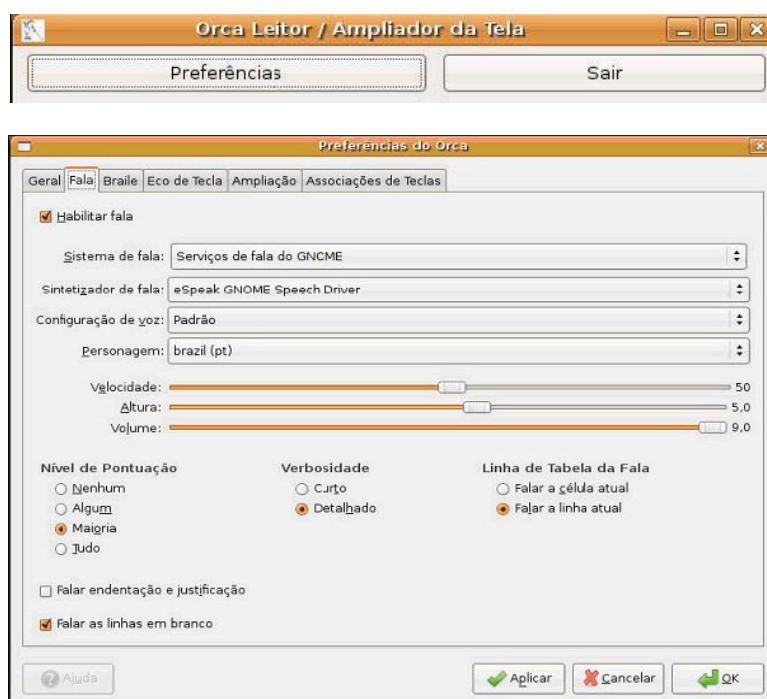 Orca Leitor / Ampliador da Tela
Preferências Sair
Preferências do Orca
Geral Fala Braile Eco de Tecla Ampliação Associações de Teclas
Habilitar fala
Sistema de fala: Serviços de fala do GNCME
Sintetizador de fala: eSpeak GNOME Speech Driver
Configuração de voz: Padrão
Personagem: brazil (pt)
Velocidade: 50
Altura: 5,0
Volume: 9,0
Nível de Pontuação Verbosidade Linha de Tabela da Fala
Nenhum Curto Falar a célula atual
Algum Detalhado Falar a linha atual
Maioria
Tudo
Falar endentação e justificação
Falar as linhas em branco
Ajuda Aplicar Cancelar OK